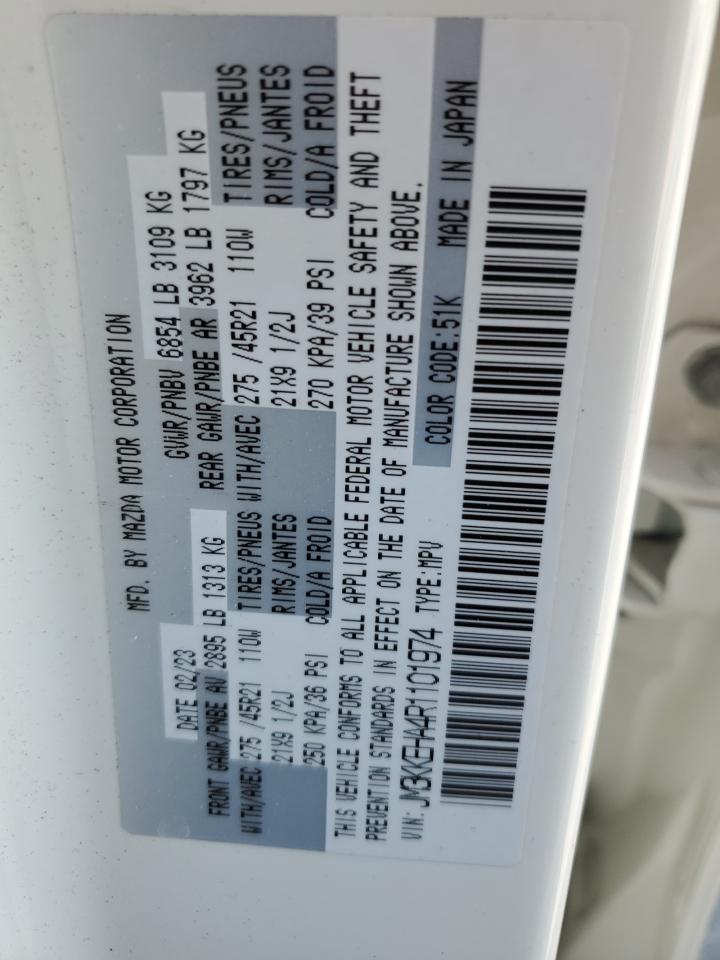 MFD. BY MAZDA MOTOR CORPORATION
DATE 02/23 GVWR/PNBV 6854 LB 3109 KG
FRONT GAWR/PNBE AV 2895 LB 1313 KG REAR GAWR/PNBE AR 3962 LB 1797 KG
WITH/AVEC 275 /45R21 110W TIRES/PNEUS WITH/AVEC 275 /45R21 110W TIRES/PNEUS
21X9 1/2J RIMS/JANTES 21X9 1/2J RIMS/JANTES
250 KPA/36 PSI COLD/A FROID 270 KPA/39 PSI COLD/A FROID
THIS VEHICLE CONFORMS TO ALL APPLICABLE FEDERAL MOTOR VEHICLE SAFETY AND THEFT
PREVENTION STANDARDS IN EFFECT ON THE DATE OF MANUFACTURE SHOWN ABOVE.
VIN: JM3KKEHA4R1101974 TYPE:MPV COLOR CODE:51K MADE IN JAPAN